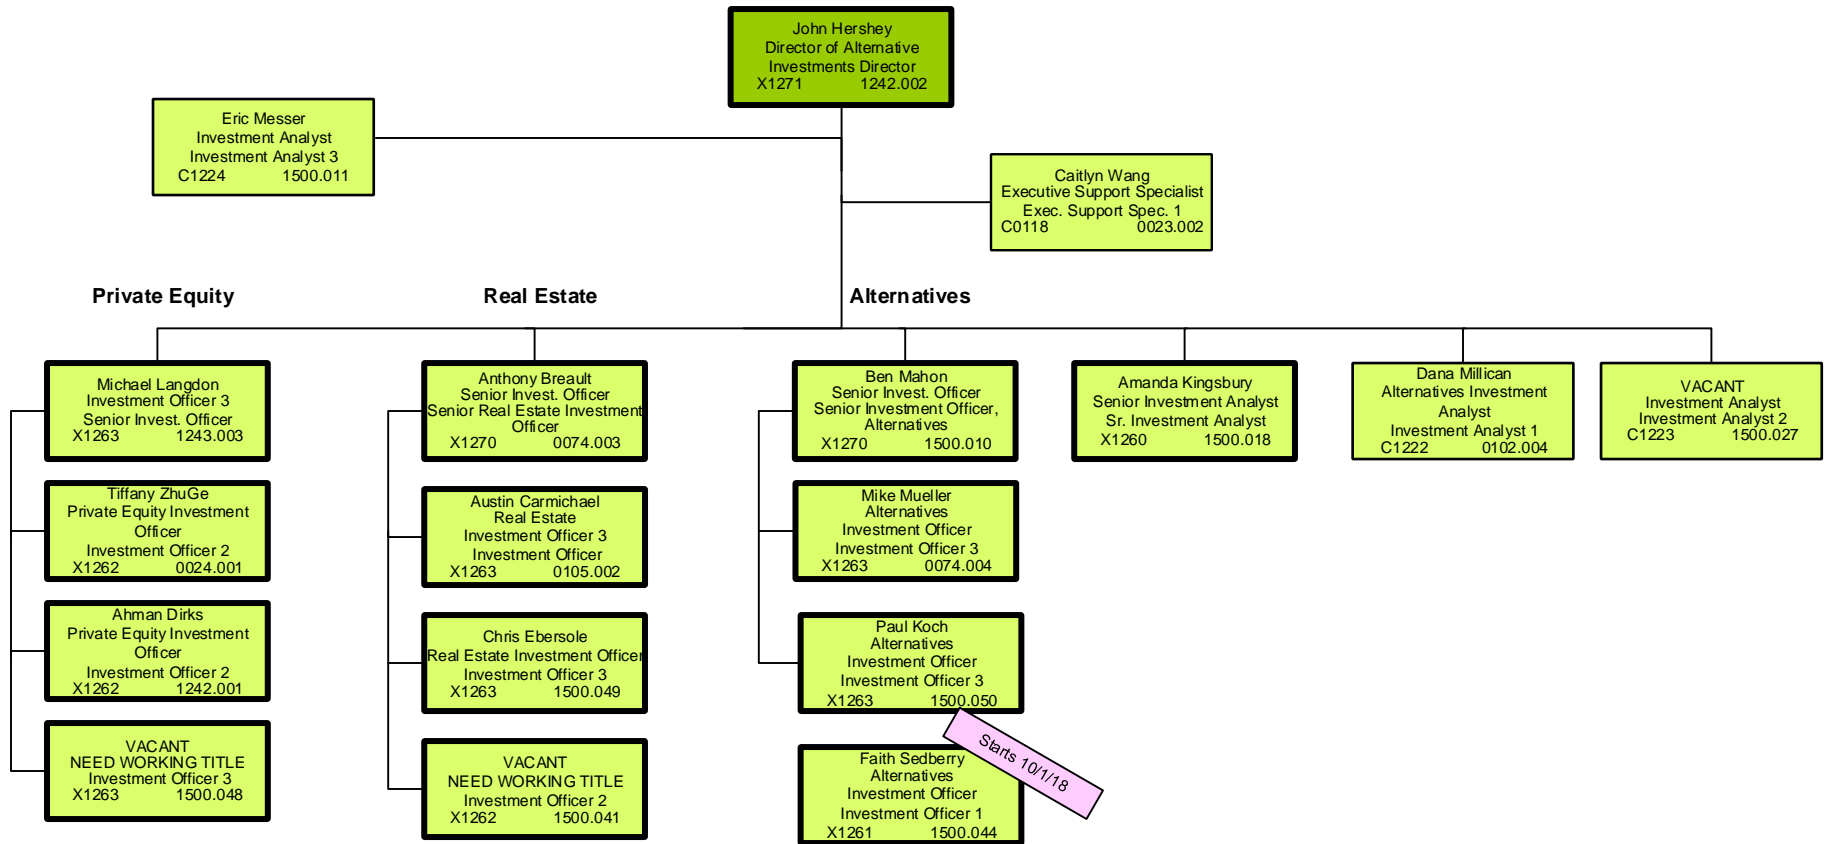 John Hershey
Director of Alternative
Investments Director
X1271 1242.002
Eric Messer
Investment Analyst
Investment Analyst 3
C1224 1500.011
Caitlyn Wang
Executive Support Specialist
Exec. Support Spec. 1
C0118 0023.002
Private Equity
Real Estate
Alternatives
Michael Langdon
Investment Officer 3
Senior Invest. Officer
X1263 1243.003
Anthony Breault
Senior Invest. Officer
Senior Real Estate Investment
Officer
X1270 0074.003
Ben Mahon
Senior Invest. Officer
Senior Investment Officer,
Alternatives
X1270 1500.010
Amanda Kingsbury
Senior Investment Analyst
Sr. Investment Analyst
X1260 1500.018
Dana Millican
Alternatives Investment
Analyst
Investment Analyst 1
C1222 0102.004
VACANT
Investment Analyst
Investment Analyst 2
C1223 1500.027
Tiffany ZhuGe
Private Equity Investment
Officer
Investment Officer 2
X1262 0024.001
Austin Carmichael
Real Estate
Investment Officer 3
Investment Officer
X1263 0105.002
Mike Mueller
Alternatives
Investment Officer
Investment Officer 3
X1263 0074.004
Ahman Dirks
Private Equity Investment
Officer
Investment Officer 2
X1262 1242.001
Chris Ebersole
Real Estate Investment Officer
Investment Officer 3
X1263 1500.049
Paul Koch
Alternatives
Investment Officer
Investment Officer 3
X1263 1500.050
VACANT
NEED WORKING TITLE
Investment Officer 3
X1263 1500.048
VACANT
NEED WORKING TITLE
Investment Officer 2
X1262 1500.041
Starts 10/1/18
Faith Sedberry
Alternatives
Investment Officer
Investment Officer 1
X1261 1500.044